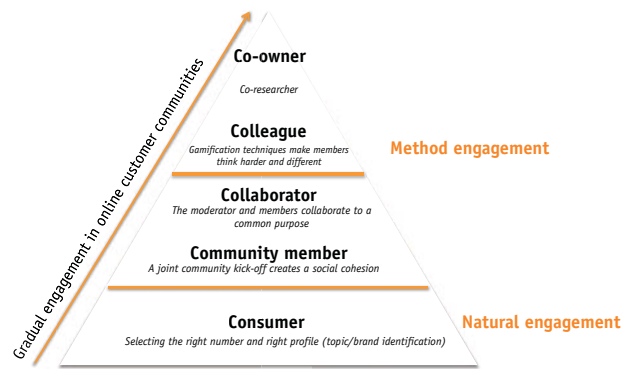 Co-owner
Co-researcher
Colleague
Gamification techniques make members
think harder and different
Method engagement
Collaborator
The moderator and members collaborate to a
common purpose
Community member
A joint community kick-off creates a social cohesion
Consumer
Natural engagement
Selecting the right number and right profile (topic/brand identification)
Gradual engagement in online customer communities